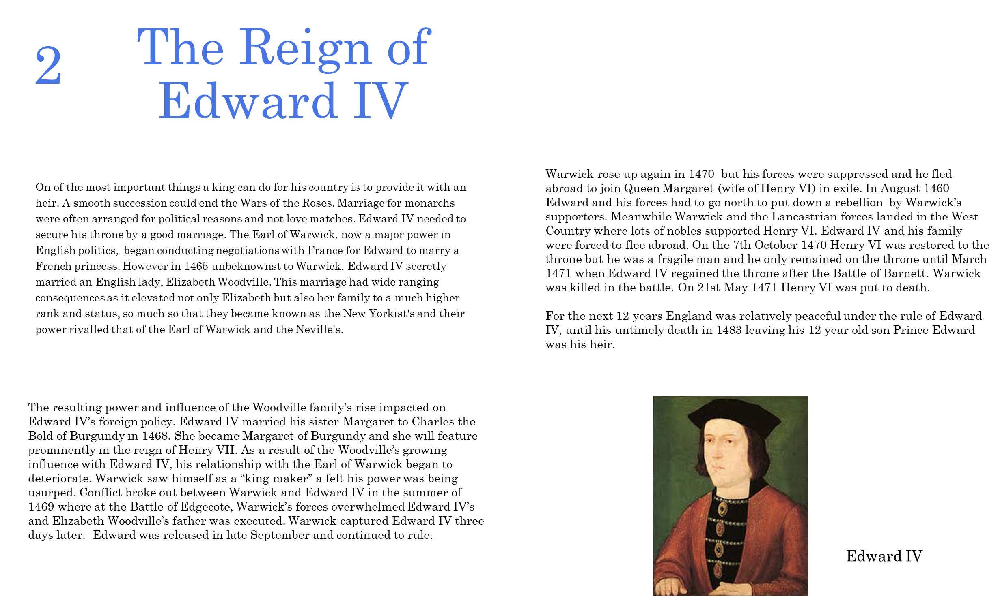 2
The Reign of
Edward IV
On of the most important things a king can do for his country is to provide it with an
heir. A smooth succession could end the Wars of the Roses. Marriage for monarchs
were often arranged for political reasons and not love matches. Edward IV needed to
secure his throne by a good marriage. The Earl of Warwick, now a major power in
English politics,  began conducting negotiations with France for Edward to marry a
French princess. However in 1465 unbeknownst to Warwick, Edward IV secretly
married an English lady, Elizabeth Woodville. This marriage had wide ranging
consequences as it elevated not only Elizabeth but also her family to a much higher
rank and status, so much so that they became known as the New Yorkist's and their
power rivalled that of the Earl of Warwick and the Neville's.
The resulting power and influence of the Woodville family’s rise impacted on
Edward IV’s foreign policy. Edward IV married his sister Margaret to Charles the
Bold of Burgundy in 1468. She became Margaret of Burgundy and she will feature
prominently in the reign of Henry VII. As a result of the Woodville’s growing
influence with Edward IV, his relationship with the Earl of Warwick began to
deteriorate. Warwick saw himself as a “king maker” a felt his power was being
usurped. Conflict broke out between Warwick and Edward IV in the summer of
1469 where at the Battle of Edgecote, Warwick’s forces overwhelmed Edward IV’s
and Elizabeth Woodville’s father was executed. Warwick captured Edward IV three
days later.  Edward was released in late September and continued to rule.
Warwick rose up again in 1470  but his forces were suppressed and he fled
abroad to join Queen Margaret (wife of Henry VI) in exile. In August 1460
Edward and his forces had to go north to put down a rebellion  by Warwick’s
supporters. Meanwhile Warwick and the Lancastrian forces landed in the West
Country where lots of nobles supported Henry VI. Edward IV and his family
were forced to flee abroad. On the 7th October 1470 Henry VI was restored to the
throne but he was a fragile man and he only remained on the throne until March
1471 when Edward IV regained the throne after the Battle of Barnett. Warwick
was killed in the battle. On 21st May 1471 Henry VI was put to death.
For the next 12 years England was relatively peaceful under the rule of Edward
IV, until his untimely death in 1483 leaving his 12 year old son Prince Edward
was his heir.
Edward IV